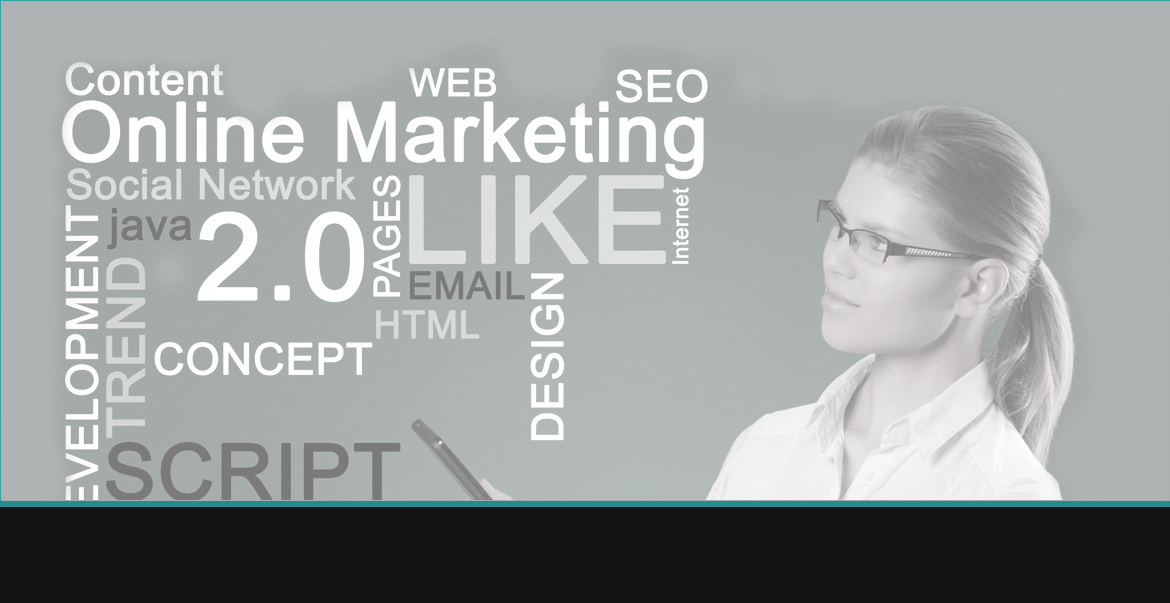 Content
WEB
SEO
Online Marketing
Social Network
PAGES
LIKE
Internet
java
2.0
EVELOPMENT
TREND
EMAIL
DESIGN
HTML
CONCEPT
SCRIPT